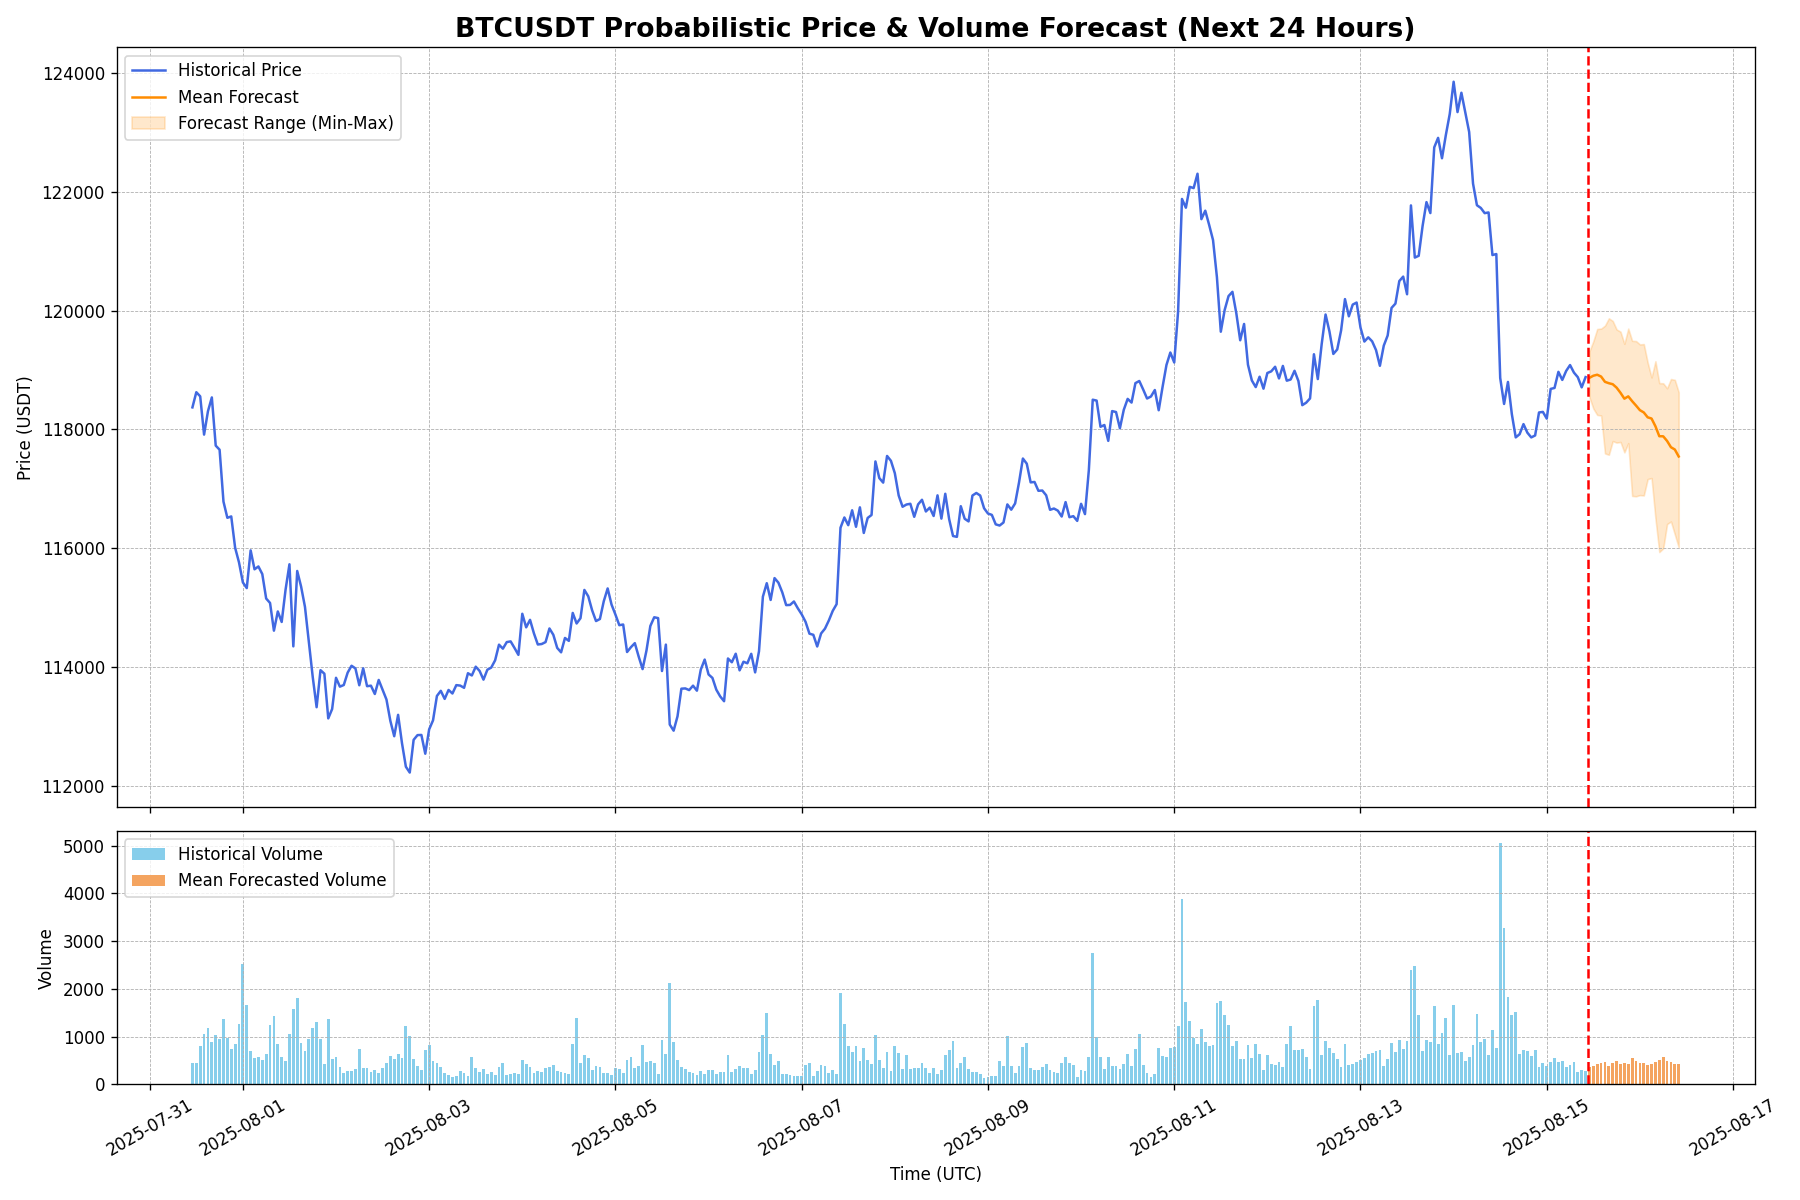 BTCUSDT Probabilistic Price & Volume Forecast (Next 24 Hours)
Historical Price
Mean Forecast
Forecast Range (Min-Max)
Price (USDT)
124000
122000
120000
118000
116000
114000
112000
Historical Volume
Mean Forecasted Volume
Volume
5000
4000
3000
2000
1000
0
2025-07-31
2025-08-01
2025-08-03
2025-08-05
2025-08-07
2025-08-09
2025-08-11
2025-08-13
2025-08-15
2025-08-17
Time (UTC)